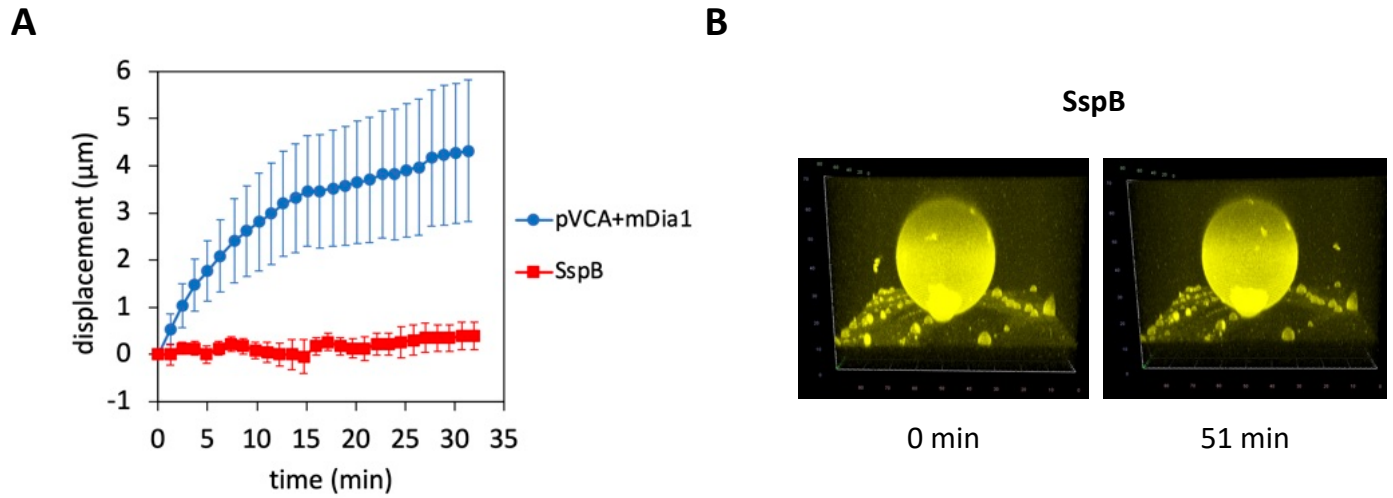 A
B
6
5
4
3
2
1
0
-1
0 5 10 15 20 25 30 35
displacement (μm)
time (min)
pVCA+mDia1
SspB
SspB
0 min
51 min